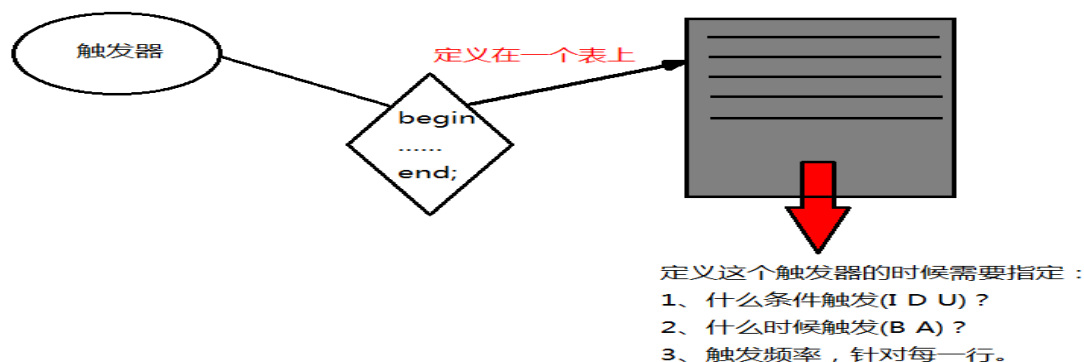 触发器
定义在一个表上
begin
......
end;
定义这个触发器的时候需要指定：
1、什么条件触发(I D U)？
2、什么时候触发(B A)？
3、触发频率，针对每一行。